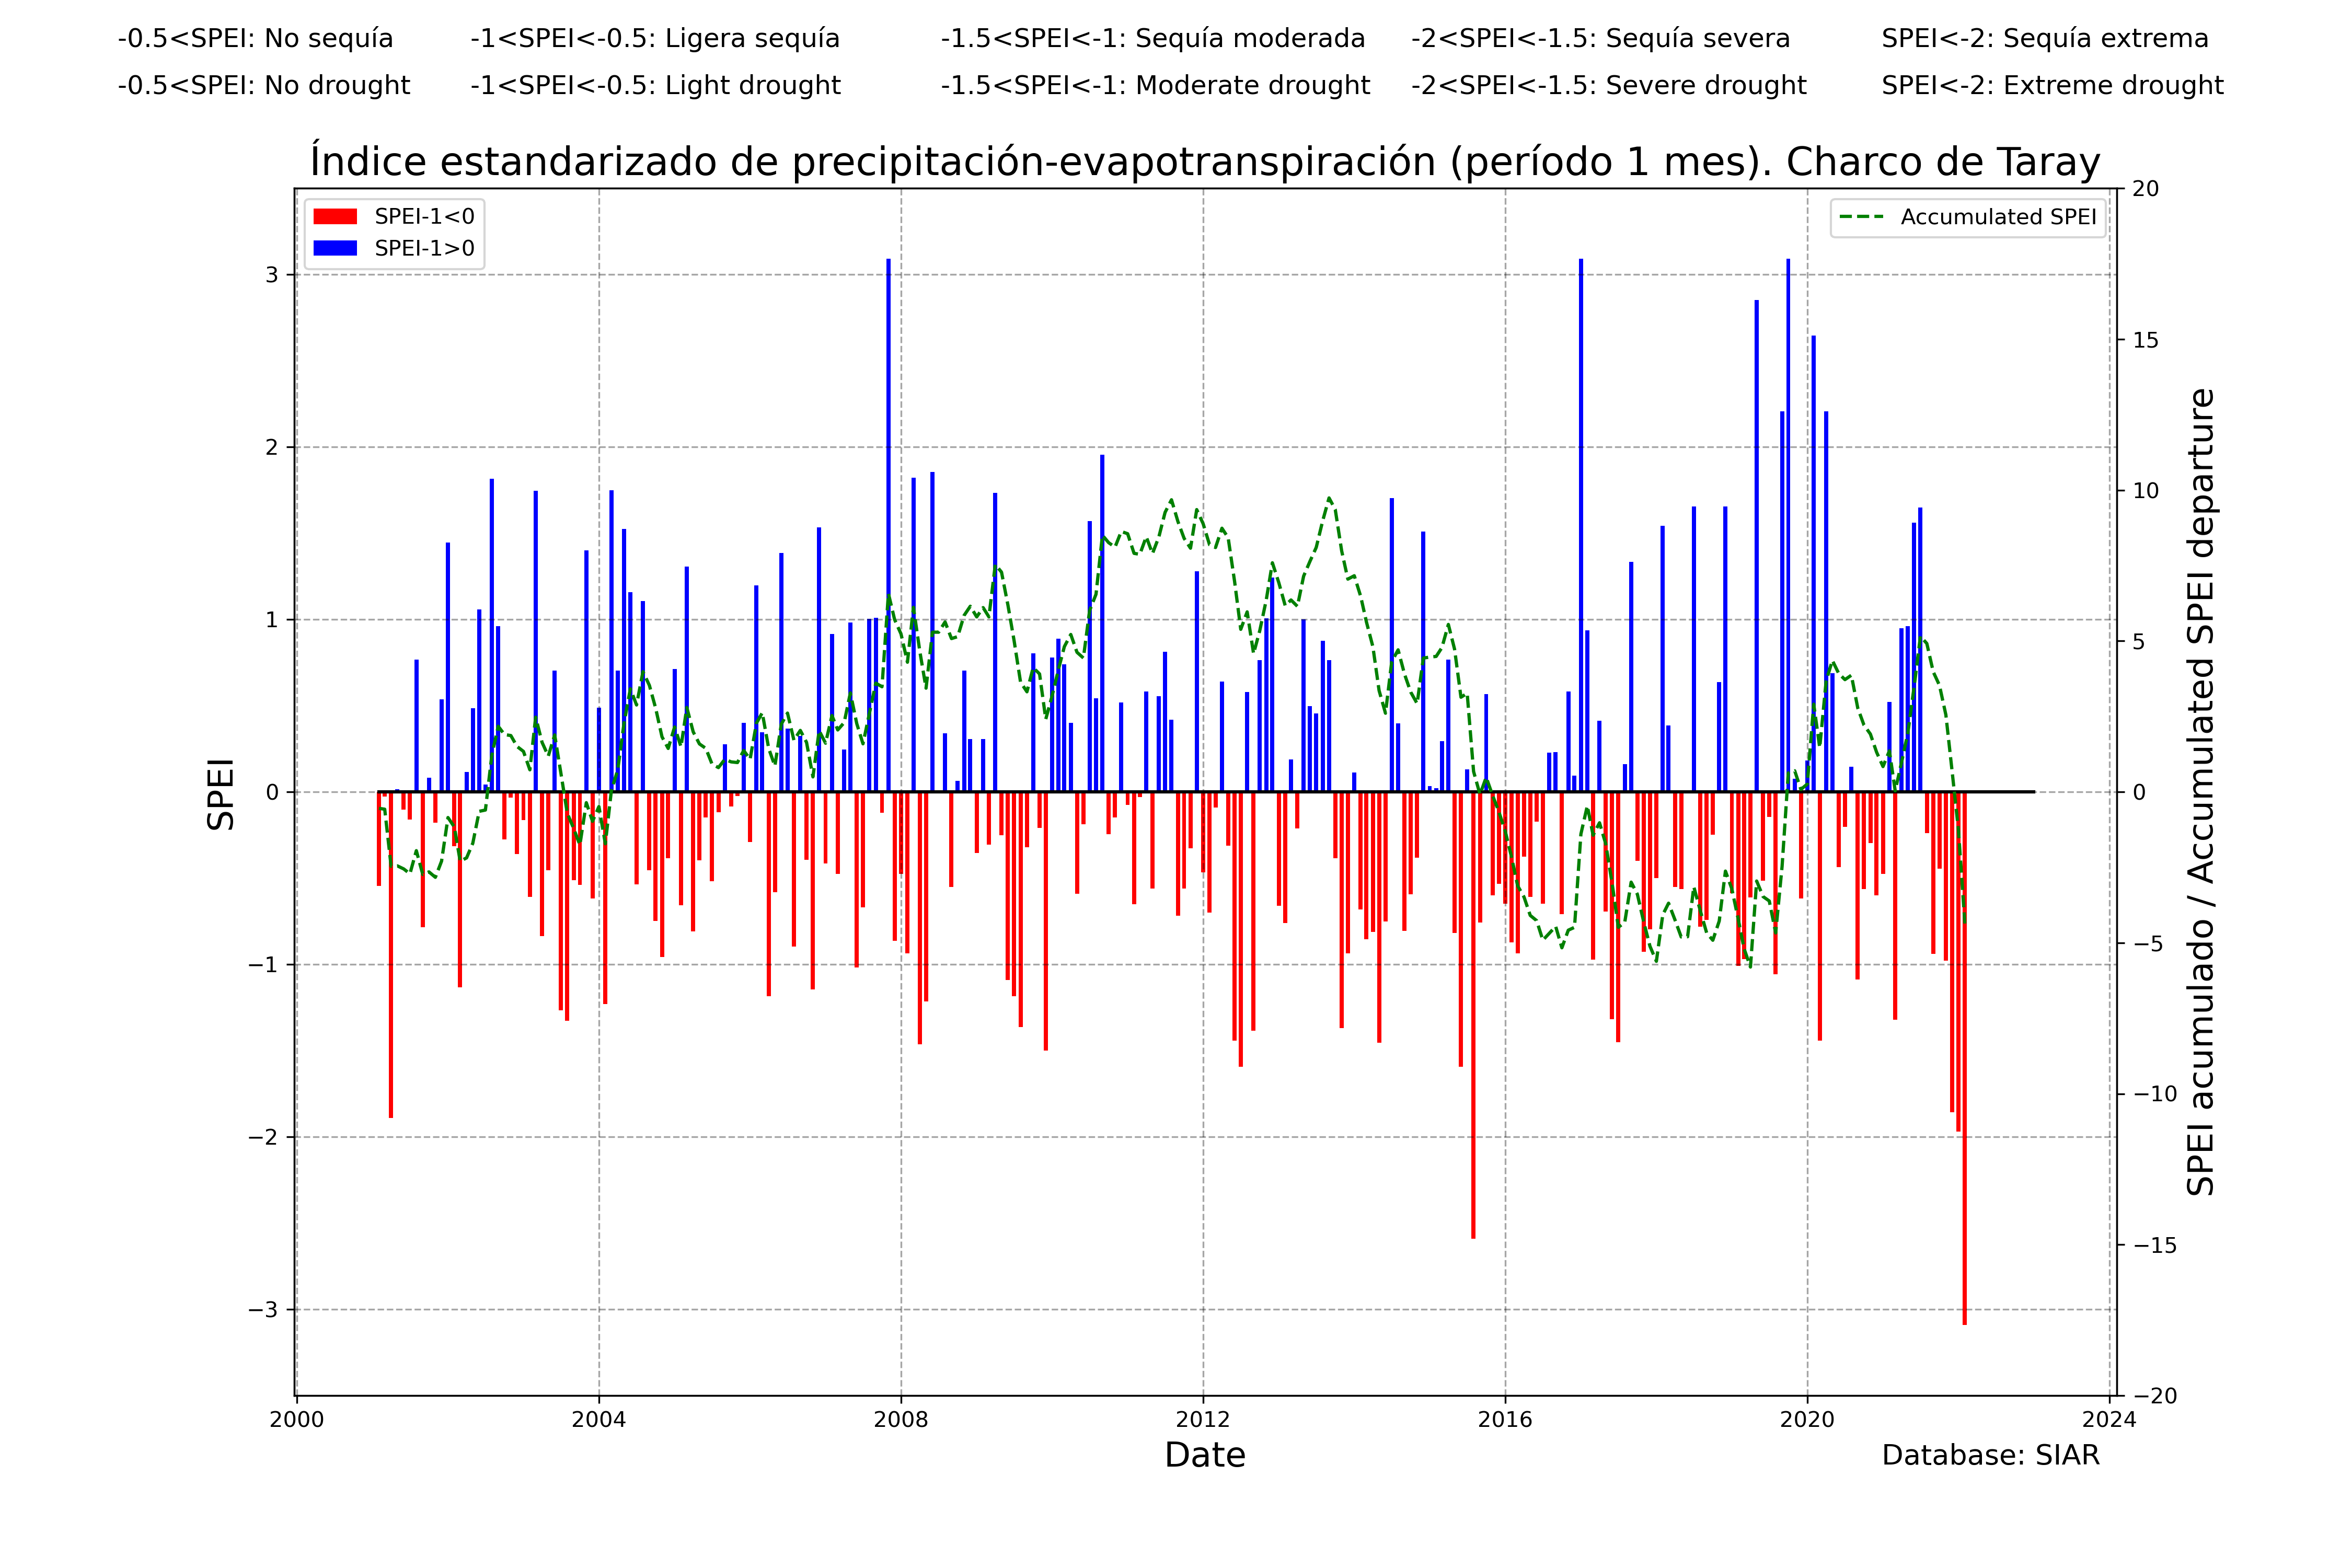 -0.5<SPEI: No sequía -1<SPEI<-0.5: Ligera sequía -1.5<SPEI<-1: Sequía moderada -2<SPEI<-1.5: Sequía severa SPEI<-2: Sequía extrema
-0.5<SPEI: No drought -1<SPEI<-0.5: Light drought -1.5<SPEI<-1: Moderate drought -2<SPEI<-1.5: Severe drought SPEI<-2: Extreme drought
Índice estandarizado de precipitación-evapotranspiración (período 1 mes). Charco de Taray
SPEI-1<0
SPEI-1>0
Accumulated SPEI
SPEI
3
2
1
0
−1
−2
−3
20
15
10
5
0
−5
−10
−15
−20
SPEI acumulado / Accumulated SPEI departure
2000 2004 2008 2012 2016 2020 2024
Date
Database: SIAR